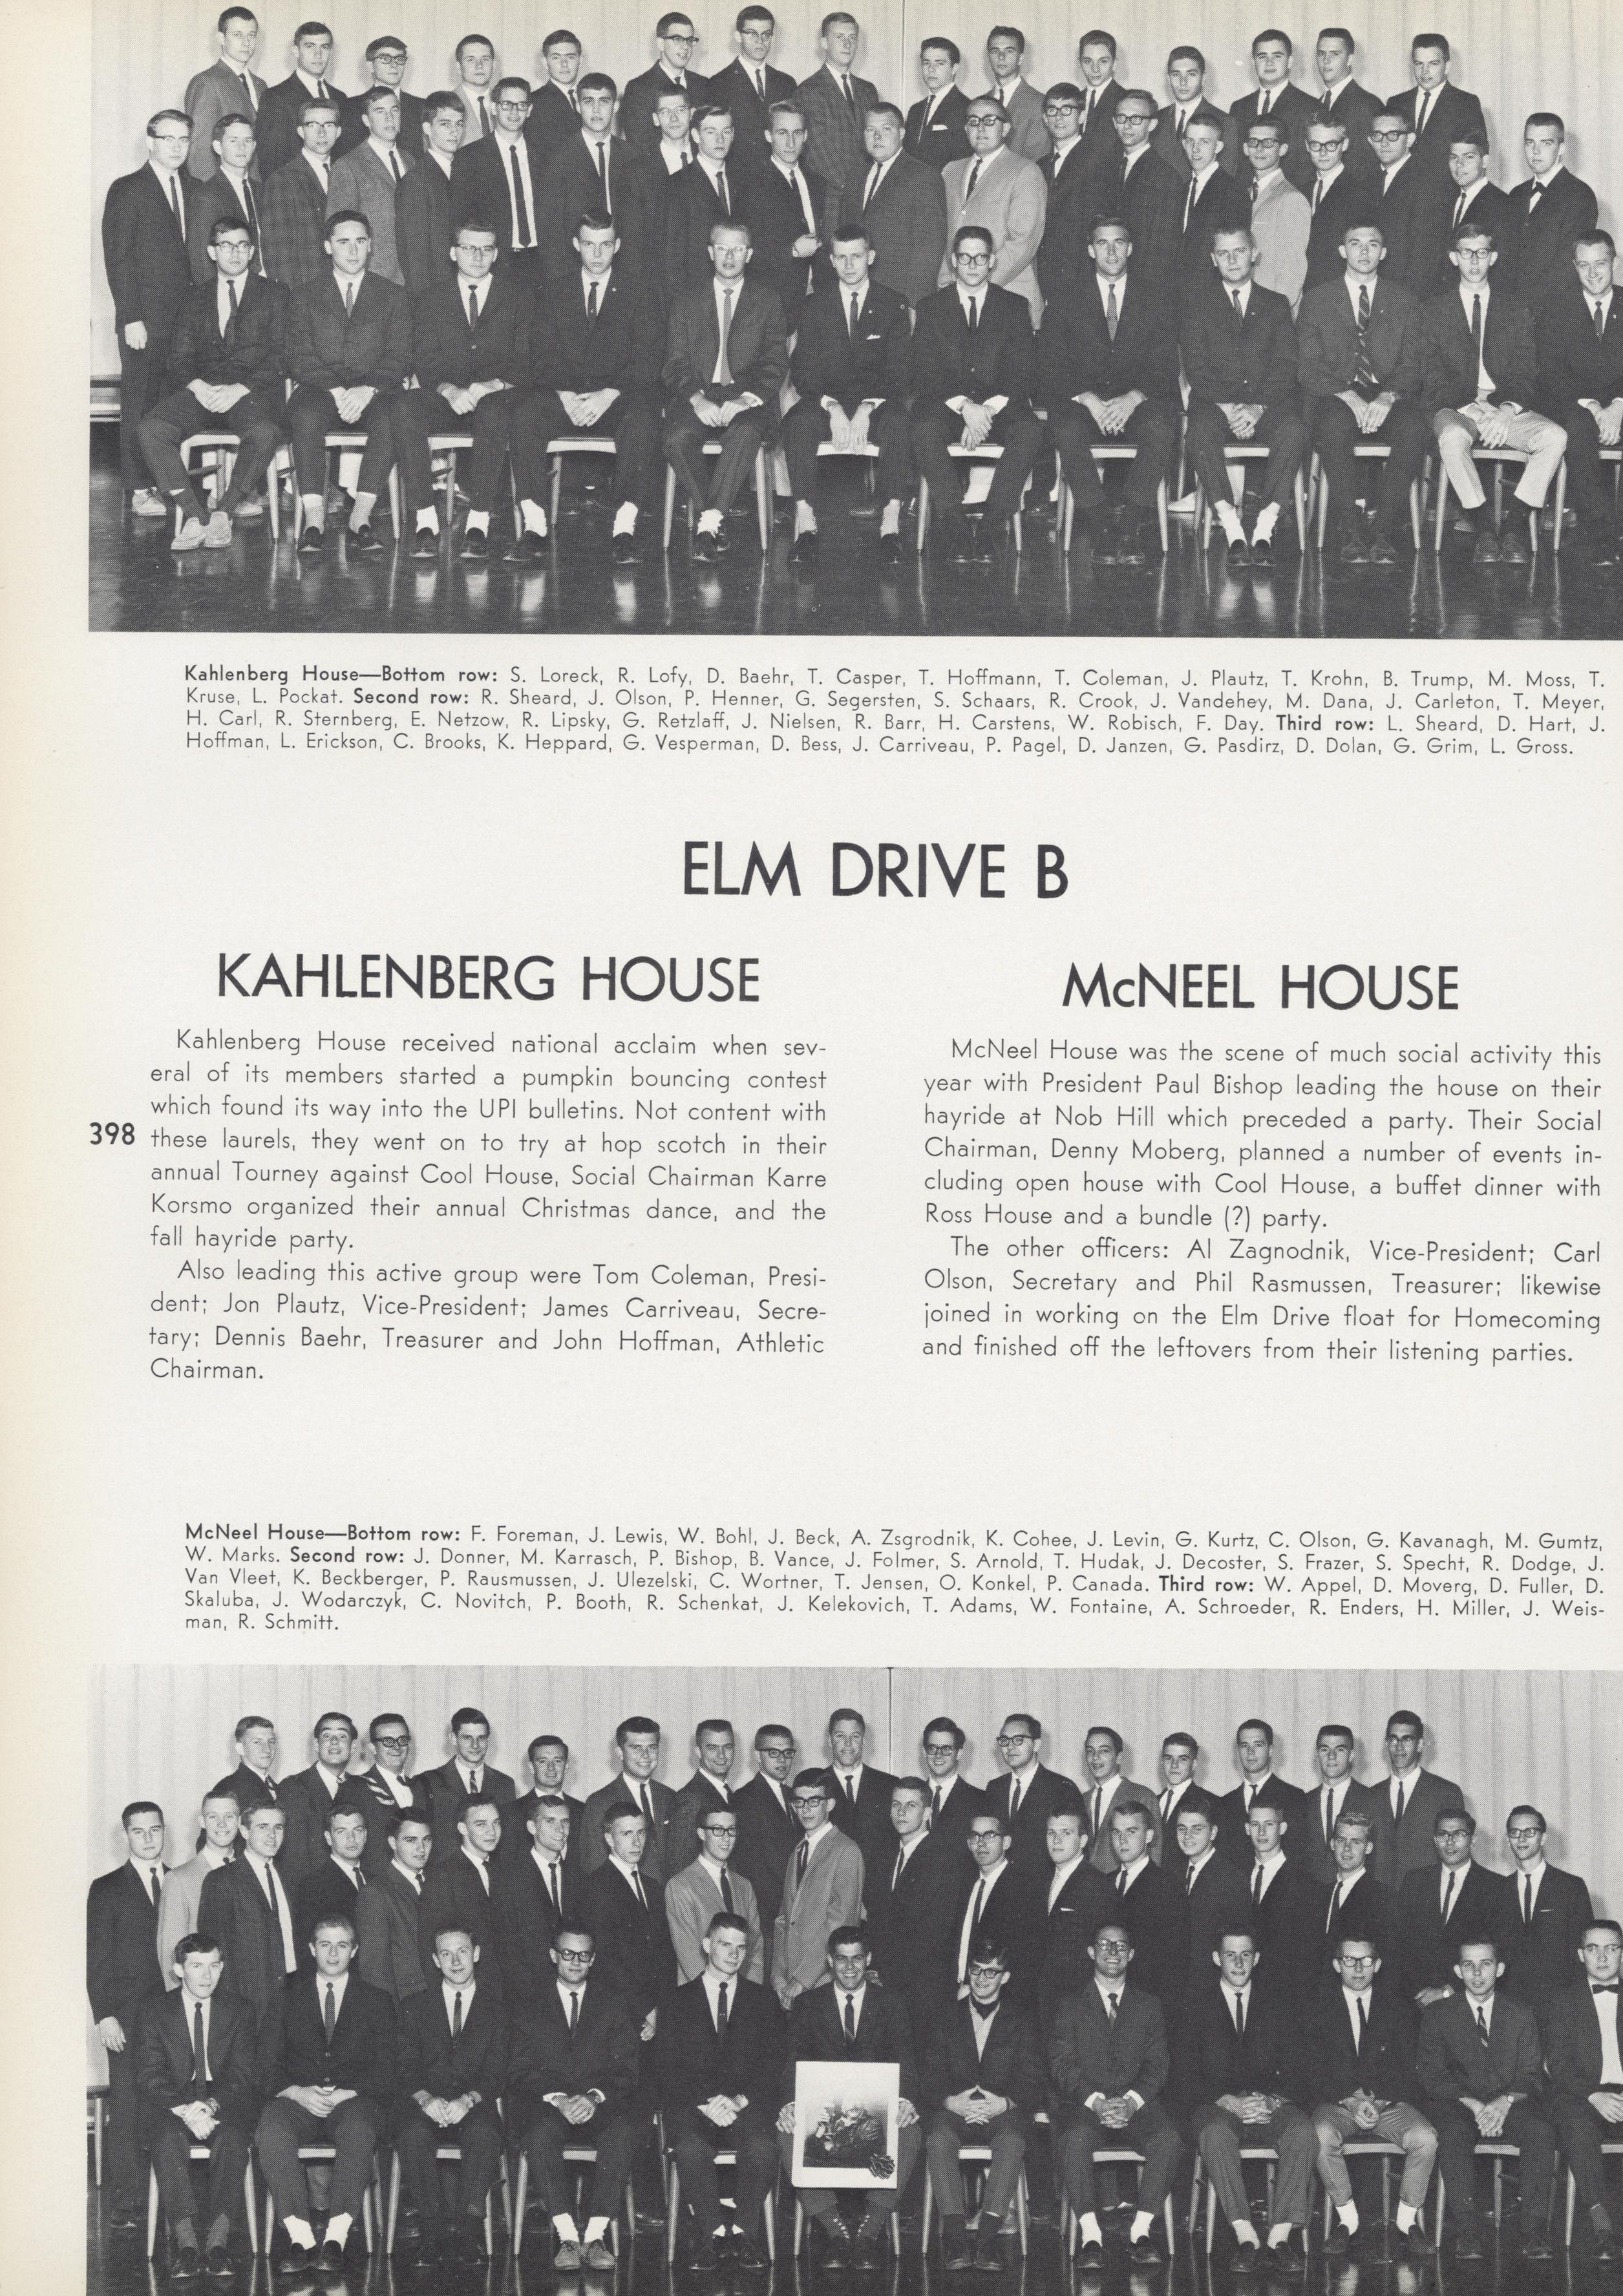 Kahlenberg House—Bottom row: S. Loreck, R. Lofy, D. Baehr, T. Casper, T. Hoffmann, T. Coleman, J. Plautz, T. Krohn, B. Trump, M. Moss, T.
Kruse, L. Pockat. Second row: R. Sheard, J. Olson, P. Henner, G. Segersten, S. Schaars, R. Crook, J. Vandehey, M. Dana, J. Carleton, T. Meyer,
H. Carl, R. Sternberg, E. Netzow, R. Lipsky, G. Retzlaff, J. Nielsen, R. Barr, H. Carstens, W. Robisch, F. Day. Third row: L. Sheard, D. Hart, J.
Hoffman, L. Erickson, C. Brooks, K. Heppard, G. Vesperman, D. Bess, J. Carriveau, P. Pagel, D. Janzen, G. Pasdirz, D. Dolan, G. Grim, L. Gross.
ELM DRIVE B
KAHLENBERG HOUSE
Kahlenberg House received national acclaim when sev-
eral of its members started a pumpkin bouncing contest
which found its way into the UPI bulletins. Not content with
398
these laurels, they went on to try at hop scotch in their
annual Tourney against Cool House, Social Chairman Karre
Korsmo organized their annual Christmas dance, and the
fall hayride party.
Also leading this active group were Tom Coleman, Presi-
dent; Jon Plautz, Vice-President; James Carriveau, Secre-
tary; Dennis Baehr, Treasurer and John Hoffman, Athletic
Chairman.
McNEEL HOUSE
McNeel House was the scene of much social activity this
year with President Paul Bishop leading the house on their
hayride at Nob Hill which preceded a party. Their Social
Chairman, Denny Moberg, planned a number of events in-
cluding open house with Cool House, a buffet dinner with
Ross House and a bundle (?) party.
The other officers: Al Zagnodnik, Vice-President; Carl
Olson, Secretary and Phil Rasmussen, Treasurer; likewise
joined in working on the Elm Drive float for Homecoming
and finished off the leftovers from their listening parties.
McNeel House—Bottom row: F. Foreman, J. Lewis, W. Bohl, J. Beck, A. Zsgrodnik, K. Cohee, J. Levin, G. Kurtz, C. Olson, G. Kavanagh, M. Gumtz,
W. Marks. Second row: J. Donner, M. Karrasch, P. Bishop, B. Vance, J. Folmer, S. Arnold, T. Hudak, J. Decoster, S. Frazer, S. Specht, R. Dodge, J.
Van Vleet, K. Beckberger, P. Rausmussen, J. Ulezelski, C. Wortner, T. Jensen, O. Konkel, P. Canada. Third row: W. Appel, D. Moverg, D. Fuller, D.
Skaluba, J. Wodarczyk, C. Novitch, P. Booth, R. Schenkat, J. Kelekovich, T. Adams, W. Fontaine, A. Schroeder, R. Enders, H. Miller, J. Weis-
man, R. Schmitt.